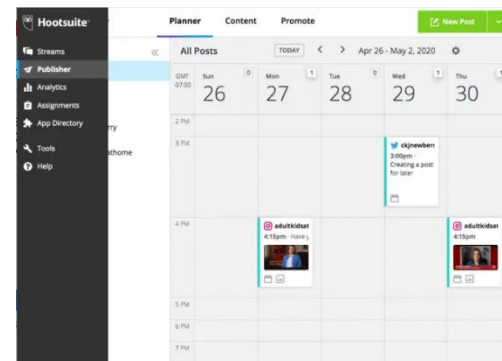 Hootsuite
Planner
Content
Promote
New Post
Streams
Publisher
Analytics
Assignments
App Directory
Tools
Help
rry
athome
All Posts
TODAY
Apr 26 - May 2, 2020
GMT
-07:00
Sun
0
26
Mon
1
27
Tue
0
28
Wed
1
29
Thu
1
30
2 PM
3 PM
ckjnewberr
3:00pm -
Creating a post
for later
4 PM
adultkidsat
4:15pm - Have y
adultkidsat
4:15pm
5 PM
6 PM
7 PM